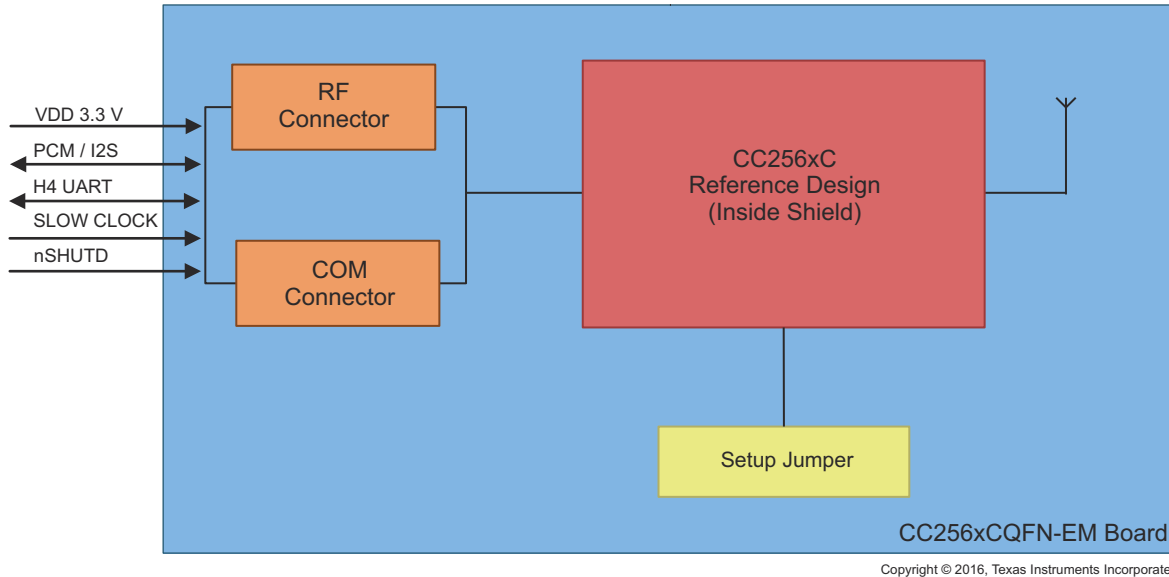 VDD 3.3 V
PCM / I2S
H4 UART
SLOW CLOCK
nSHUTD
RF
Connector
COM
Connector
CC256xC
Reference Design
(Inside Shield)
Setup Jumper
CC256xCQFN-EM Board
Copyright © 2016, Texas Instruments Incorporate